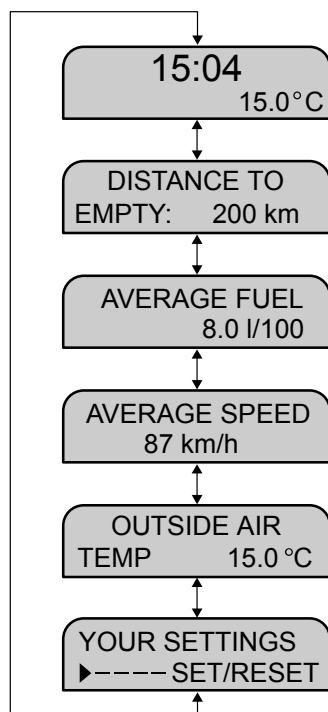 15:04
15.0°C
DISTANCE TO
EMPTY: 200 km
AVERAGE FUEL
8.0 l/100
AVERAGE SPEED
87 km/h
OUTSIDE AIR
TEMP 15.0 °C
YOUR SETTINGS
---- SET/RESET